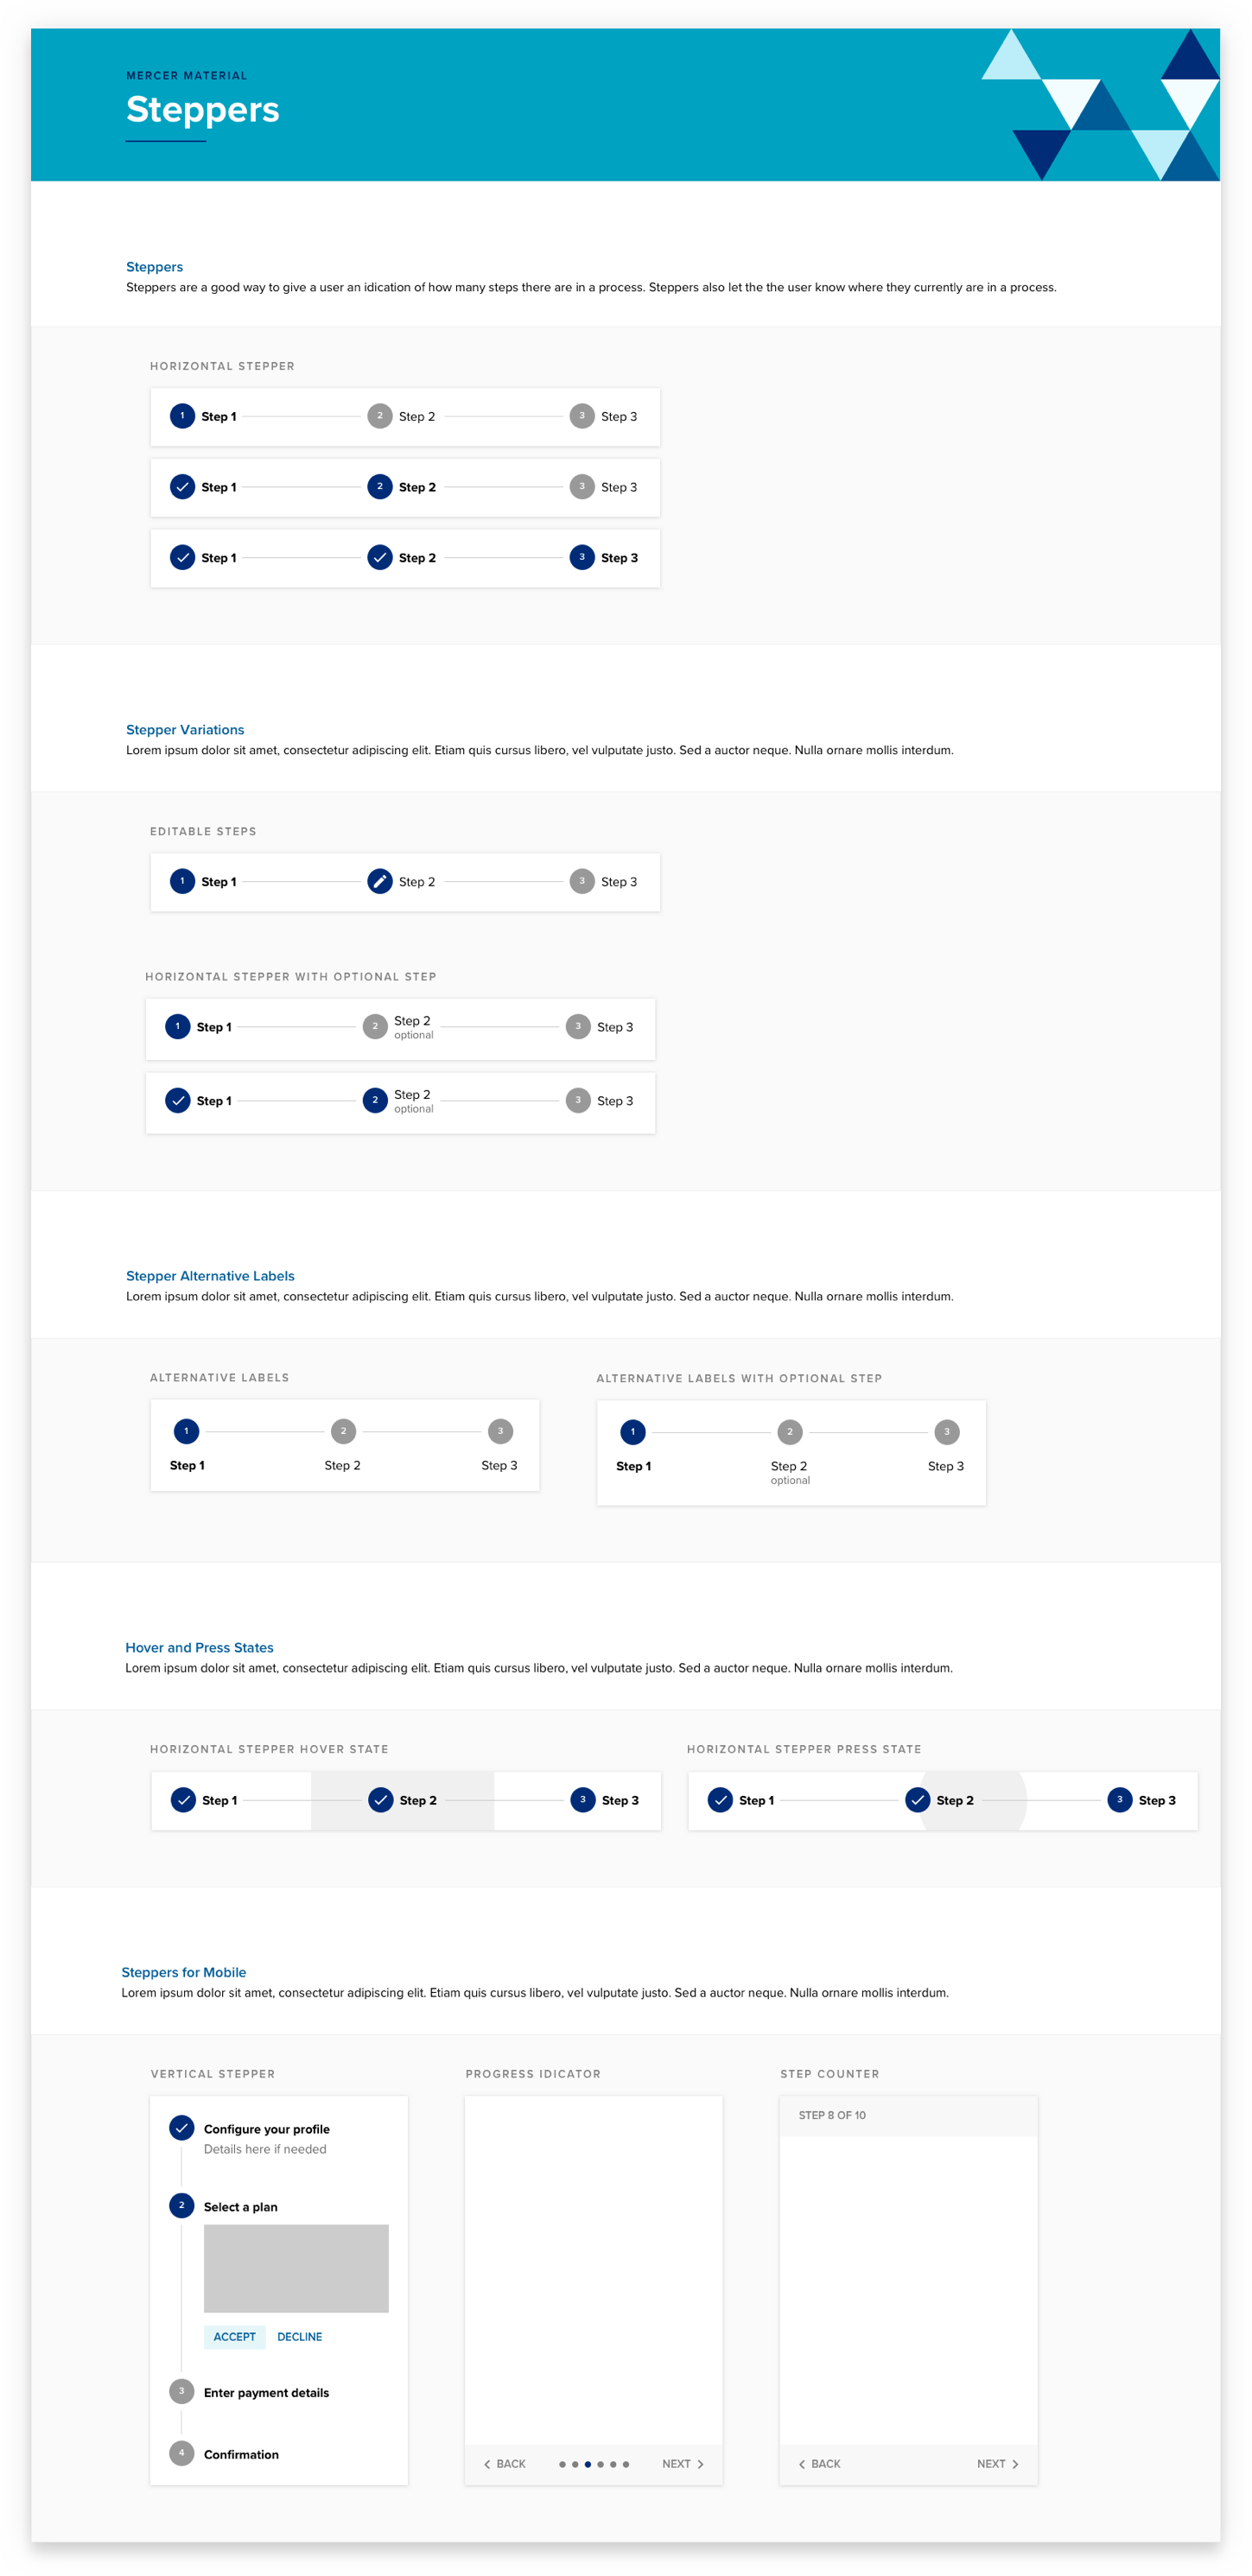 MERCER MATERIAL
Steppers
Steppers
Steppers are a good way to give a user an idication of how many steps there are in a process. Steppers also let the the user know where they currently are in a process.
HORIZONTAL STEPPER
1 Step 1 2 Step 2 3 Step 3
Step 1 2 Step 2 3 Step 3
Step 1 Step 2 3 Step 3
Stepper Variations
Lorem ipsum dolor sit amet, consectetur adipiscing elit. Etiam quis cursus libero, vel vulputate justo. Sed a auctor neque. Nulla ornare mollis interdum.
EDITABLE STEPS
1 Step 1 Step 2 3 Step 3
HORIZONTAL STEPPER WITH OPTIONAL STEP
1 Step 1 2 Step 2 3 Step 3
optional
Step 1 2 Step 2 3 Step 3
optional
Stepper Alternative Labels
Lorem ipsum dolor sit amet, consectetur adipiscing elit. Etiam quis cursus libero, vel vulputate justo. Sed a auctor neque. Nulla ornare mollis interdum.
ALTERNATIVE LABELS
1 2 3
Step 1 Step 2 Step 3
ALTERNATIVE LABELS WITH OPTIONAL STEP
1 2 3
Step 1 Step 2 Step 3
optional
Hover and Press States
Lorem ipsum dolor sit amet, consectetur adipiscing elit. Etiam quis cursus libero, vel vulputate justo. Sed a auctor neque. Nulla ornare mollis interdum.
HORIZONTAL STEPPER HOVER STATE
Step 1 Step 2 3 Step 3
HORIZONTAL STEPPER PRESS STATE
Step 1 Step 2 3 Step 3
Steppers for Mobile
Lorem ipsum dolor sit amet, consectetur adipiscing elit. Etiam quis cursus libero, vel vulputate justo. Sed a auctor neque. Nulla ornare mollis interdum.
VERTICAL STEPPER
Configure your profile
Details here if needed
2 Select a plan
ACCEPT DECLINE
3 Enter payment details
4 Confirmation
PROGRESS IDICATOR
BACK NEXT
STEP COUNTER
STEP 8 OF 10
BACK NEXT